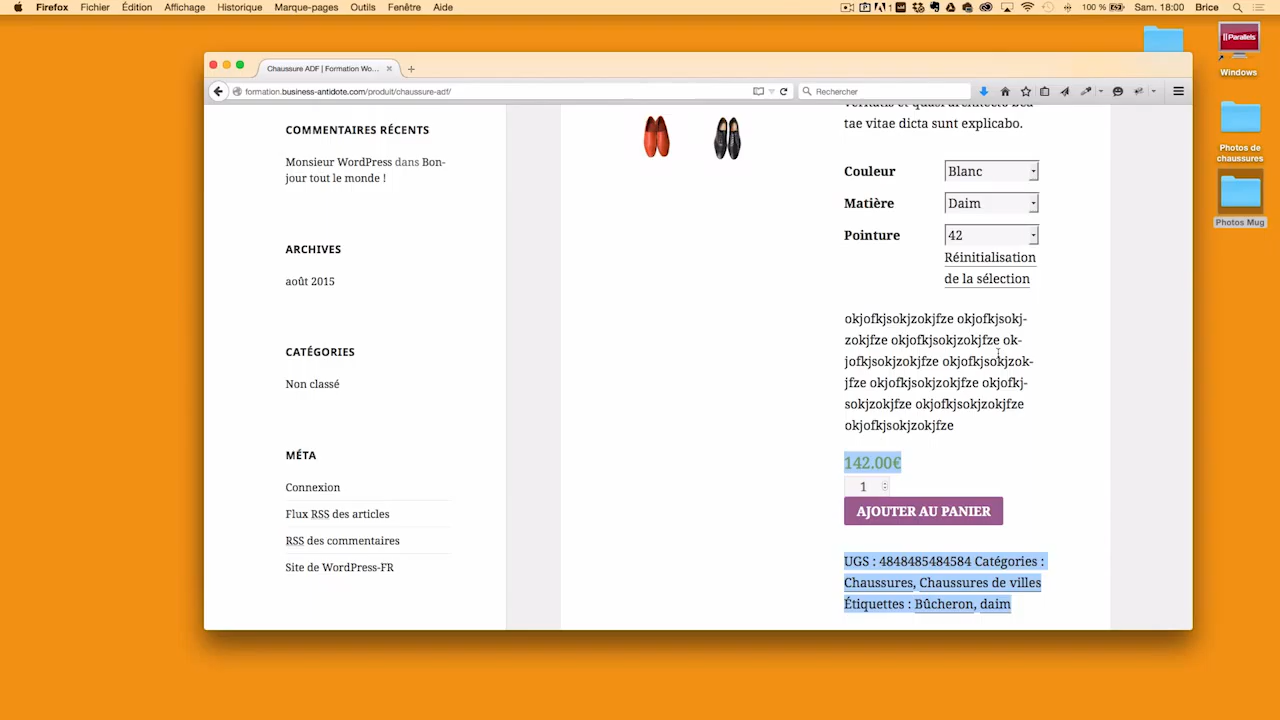 Firefox Fichier Édition Affichage Historique Marque-pages Outils Fenêtre Aide
1 100 % Sam. 18:00 Brice
Chaussure ADF | Formation Wo...
formation.business-antidote.com/produit/chaussure-adf/
Rechercher
Parallels
Windows
Photos de
chaussures
Photos Mug
COMMENTAIRES RÉCENTS
Monsieur WordPress dans Bon-
jour tout le monde !
ARCHIVES
août 2015
CATÉGORIES
Non classé
MÉTA
Connexion
Flux RSS des articles
RSS des commentaires
Site de WordPress-FR
tae vitae dicta sunt explicabo.
Couleur Blanc
Matière Daim
Pointure 42
Réinitialisation
de la sélection
okjofkjsokjzokjfze okjofkjsokj-
zokjfze okjofkjsokjzokjfze ok-
jofkjsokjzokjfze okjofkjsokjzok-
jfze okjofkjsokjzokjfze okjofkj-
sokjzokjfze okjofkjsokjzokjfze
okjofkjsokjzokjfze
142.00€
1
AJOUTER AU PANIER
UGS : 4848485484584 Catégories :
Chaussures, Chaussures de villes
Étiquettes : Bûcheron, daim